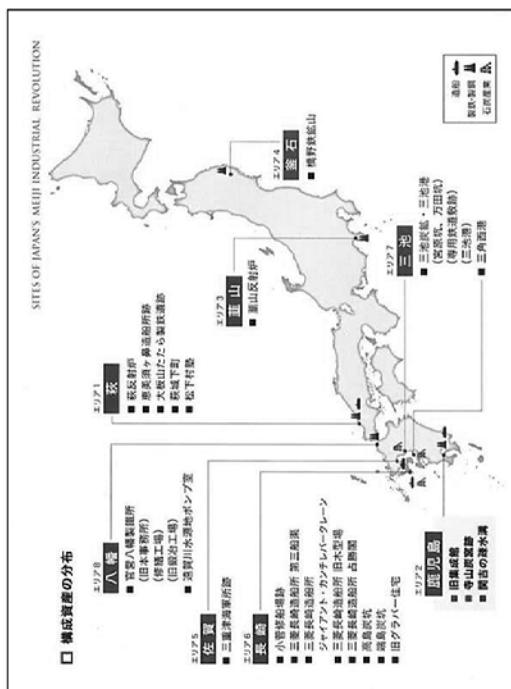 SITES OF JAPAN'S MEIJI INDUSTRIAL REVOLUTION
□ 構成資産の分布
エリア1
萩
■ 萩反射炉
■ 恵美須ヶ鼻造船所跡
■ 大板山たたら製鉄遺跡
■ 萩城下町
■ 松下村塾
エリア8
八幡
■ 官営八幡製鐵所
(旧本事務所)
(修繕工場)
(旧鍛冶工場)
■ 遠賀川水源地ポンプ室
エリア5
佐賀
■ 三重津海軍所跡
エリア6
長崎
■ 小菅修船場跡
■ 三菱長崎造船所 第三船渠
■ 三菱長崎造船所
ジャイアント・カンチレバークレーン
■ 三菱長崎造船所 旧木型場
■ 三菱長崎造船所 占勝閣
■ 高島炭坑
■ 端島炭坑
■ 旧グラバー住宅
エリア2
鹿児島
■ 旧集成館
■ 寺山炭窯跡
■ 関吉の疎水溝
エリア3
韮山
■ 韮山反射炉
エリア4
釜石
■ 橋野鉄鉱山
エリア7
三池
■ 三池炭鉱・三池港
(宮原坑、万田坑)
(専用鉄道敷跡)
(三池港)
■ 三角西港
造船
製鉄・製鋼
石炭産業